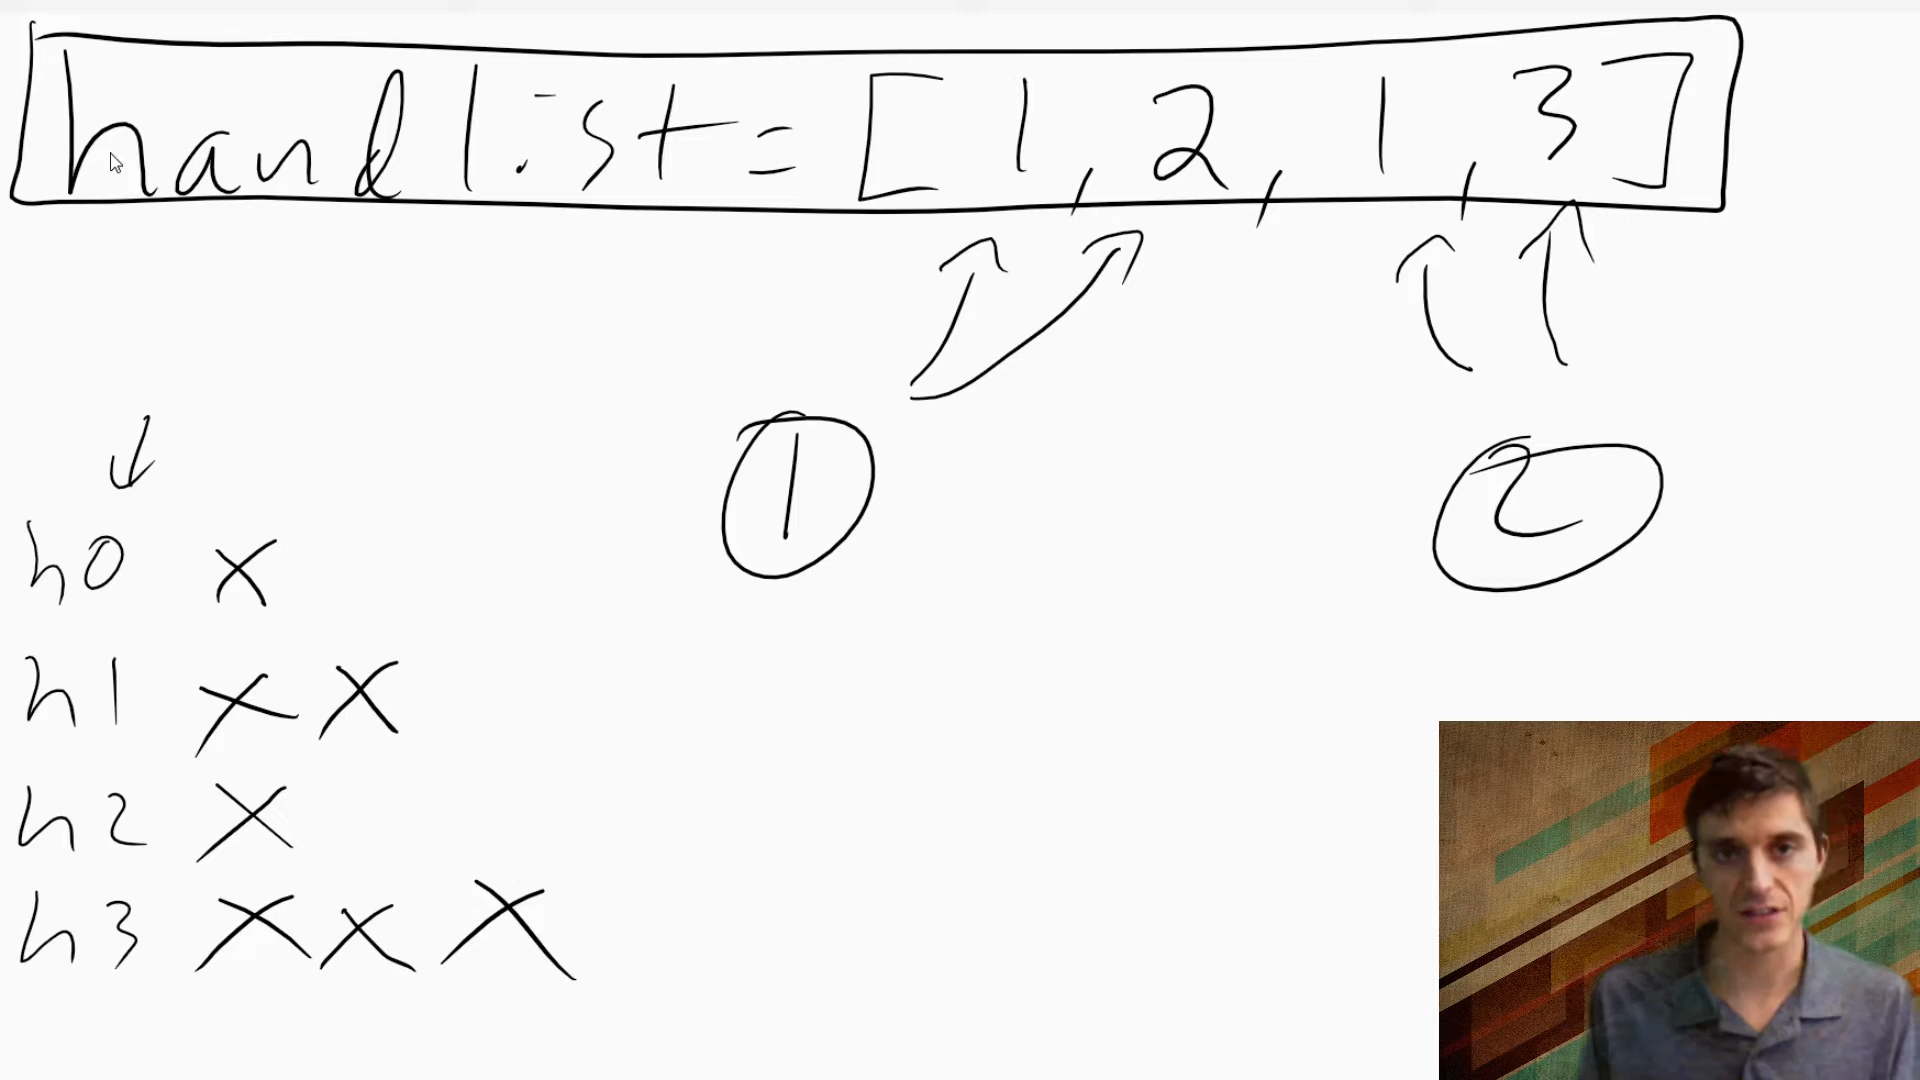 handlist = [1, 2, 1, 3]
1 2
h0 x
h1 x x
h2 x
h3 x x x